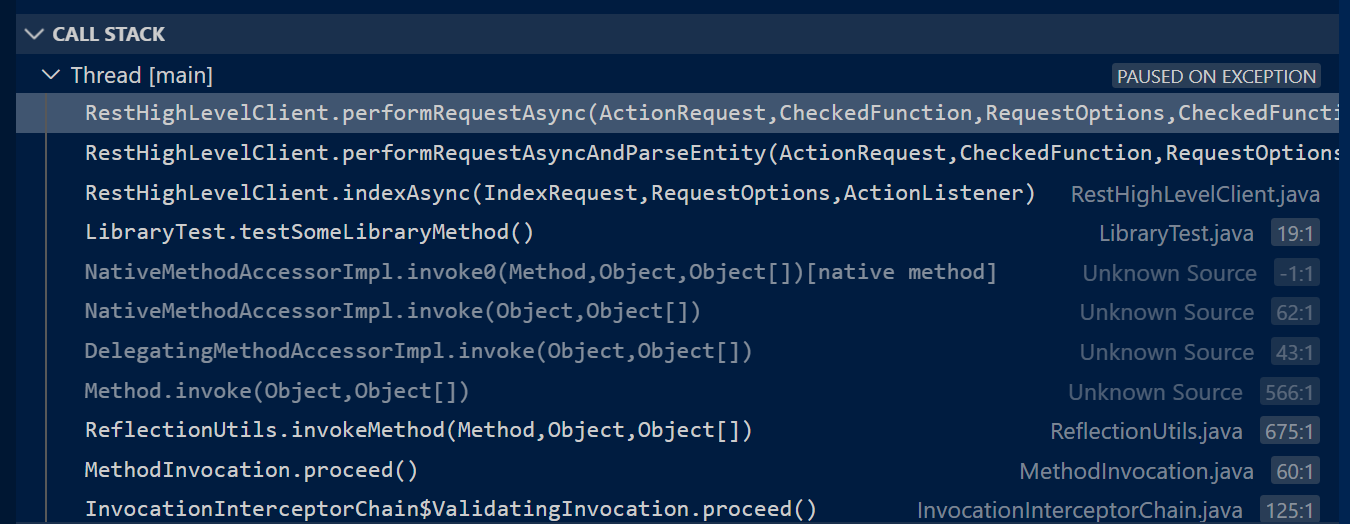 CALL STACK
Thread [main] PAUSED ON EXCEPTION
RestHighLevelClient.performRequestAsync(ActionRequest,CheckedFunction,RequestOptions,CheckedFuncti
RestHighLevelClient.performRequestAsyncAndParseEntity(ActionRequest,CheckedFunction,RequestOptions
RestHighLevelClient.indexAsync(IndexRequest,RequestOptions,ActionListener) RestHighLevelClient.java
LibraryTest.testSomeLibraryMethod() LibraryTest.java 19:1
NativeMethodAccessorImpl.invoke0(Method,Object,Object[])[native method] Unknown Source -1:1
NativeMethodAccessorImpl.invoke(Object,Object[]) Unknown Source 62:1
DelegatingMethodAccessorImpl.invoke(Object,Object[]) Unknown Source 43:1
Method.invoke(Object,Object[]) Unknown Source 566:1
ReflectionUtils.invokeMethod(Method,Object,Object[]) ReflectionUtils.java 675:1
MethodInvocation.proceed() MethodInvocation.java 60:1
InvocationInterceptorChain$ValidatingInvocation.proceed() InvocationInterceptorChain.java 125:1